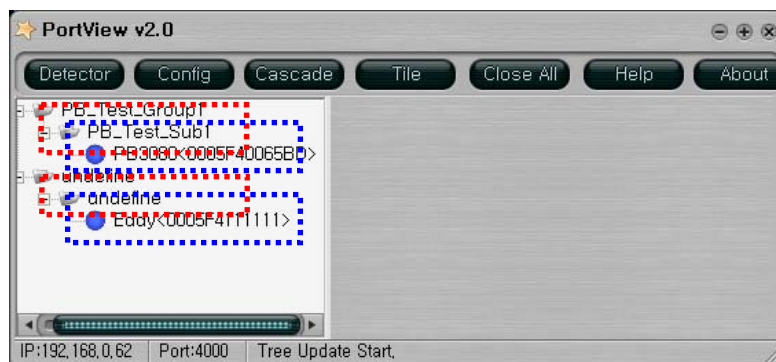 PortView v2.0
Detector Config Cascade Tile Close All Help About
PB_Test_Group1
PB_Test_Sub1
PB3080<0005F40065BD>
undefine
undefine
Eddy<0005F4111111>
IP:192,168,0,62 Port:4000 Tree Update Start,